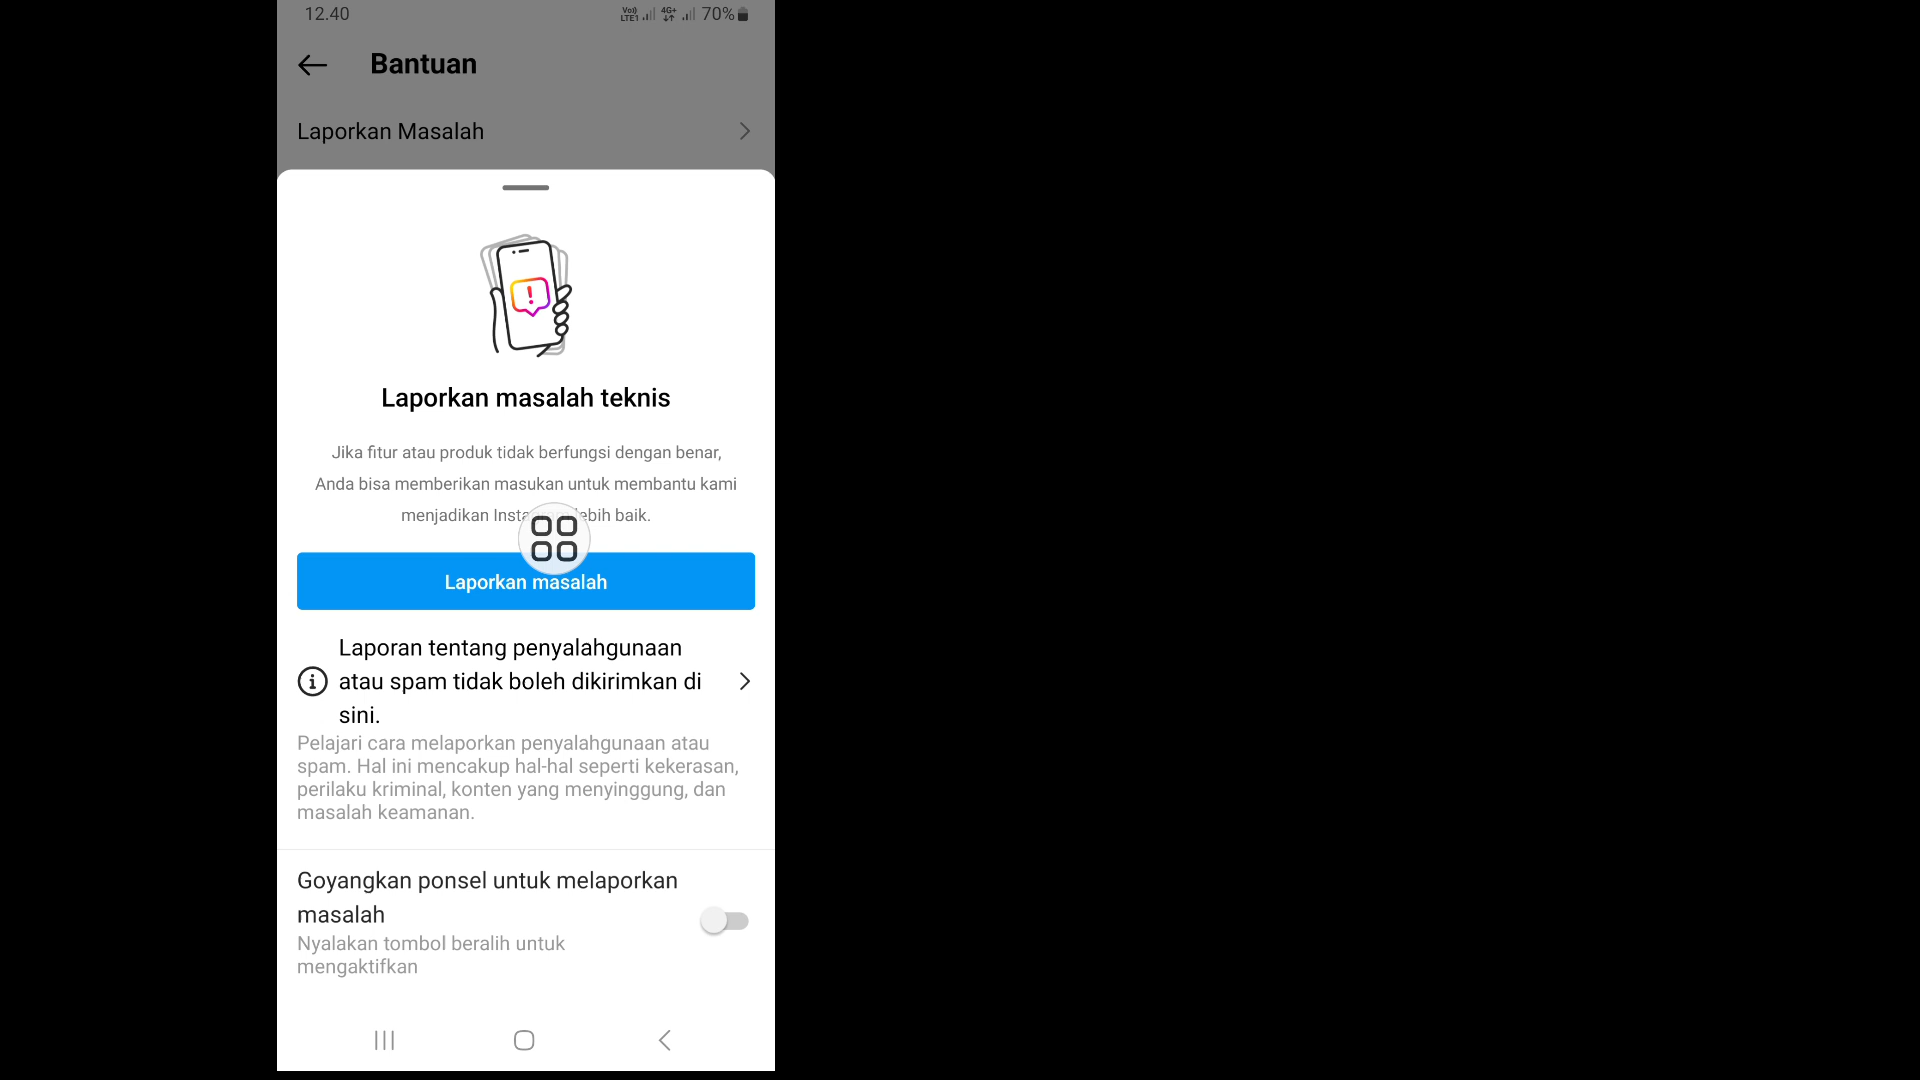 12.40
Vo)) LTE1 4G+ 70%
Bantuan
Laporkan Masalah
Laporkan masalah teknis
Jika fitur atau produk tidak berfungsi dengan benar,
Anda bisa memberikan masukan untuk membantu kami
menjadikan lebih baik.
Laporkan masalah
Laporan tentang penyalahgunaan
atau spam tidak boleh dikirimkan di
sini.
Pelajari cara melaporkan penyalahgunaan atau
spam. Hal ini mencakup hal-hal seperti kekerasan,
perilaku kriminal, konten yang menyinggung, dan
masalah keamanan.
Goyangkan ponsel untuk melaporkan
masalah
Nyalakan tombol beralih untuk
mengaktifkan